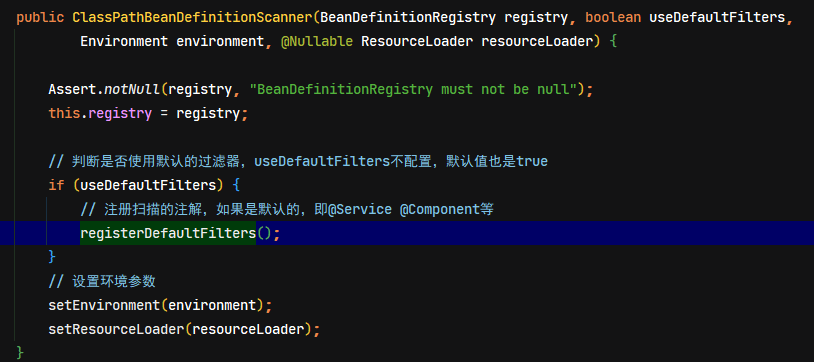 public ClassPathBeanDefinitionScanner(BeanDefinitionRegistry registry, boolean useDefaultFilters,
Environment environment, @Nullable ResourceLoader resourceLoader) {
Assert.notNull(registry, "BeanDefinitionRegistry must not be null");
this.registry = registry;
// 判断是否使用默认的过滤器，useDefaultFilters不配置，默认值也是true
if (useDefaultFilters) {
// 注册扫描的注解，如果是默认的，即@Service @Component等
registerDefaultFilters();
}
// 设置环境参数
setEnvironment(environment);
setResourceLoader(resourceLoader);
}